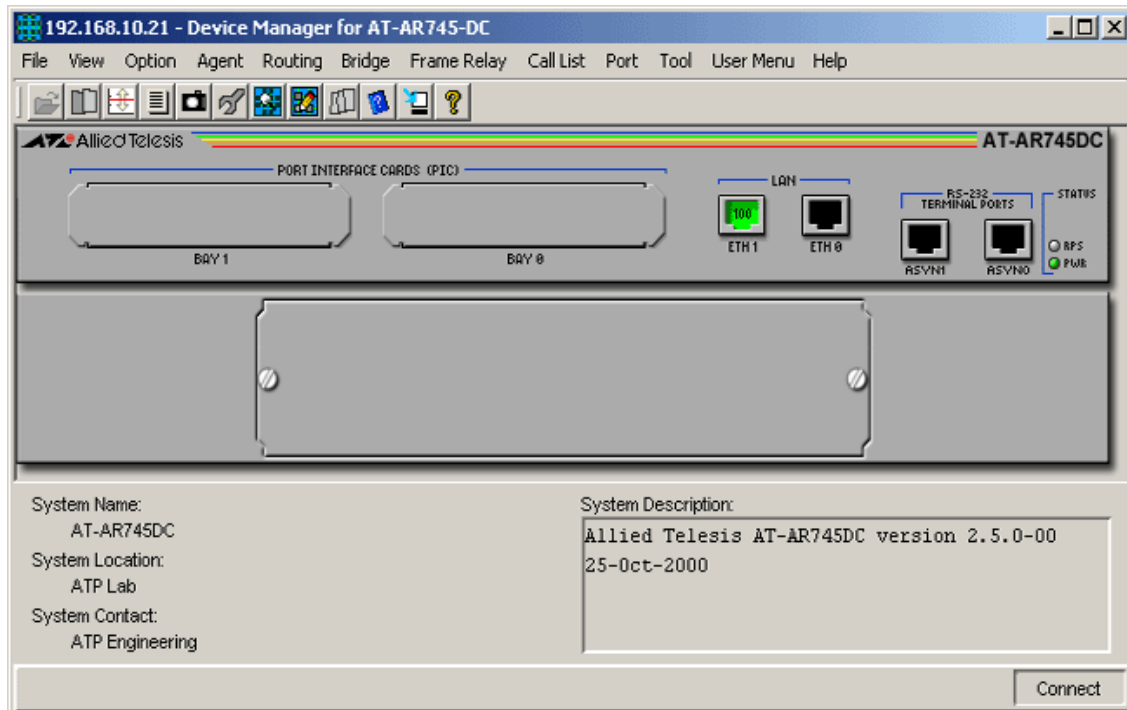 192.168.10.21 - Device Manager for AT-AR745-DC
File View Option Agent Routing Bridge Frame Relay Call List Port Tool User Menu Help
Allied Telesis
AT-AR745DC
PORT INTERFACE CARDS (PIC)
BAY 1
BAY 0
LAN
100
ETH 1
ETH 0
RS-232
TERMINAL PORTS
ASYN1
ASYN0
STATUS
RPS
PWR
System Name:
AT-AR745DC
System Location:
ATP Lab
System Contact:
ATP Engineering
System Description:
Allied Telesis AT-AR745DC version 2.5.0-00
25-Oct-2000
Connect